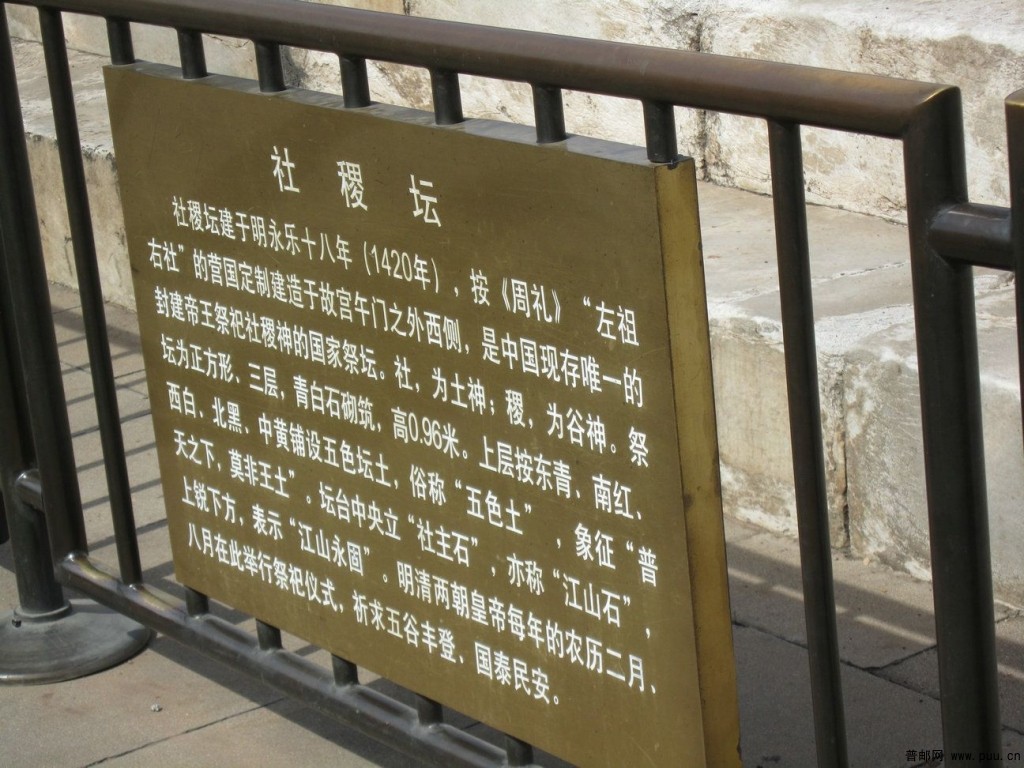 社 稷 坛
社稷坛建于明永乐十八年（1420年），按《周礼》“左祖
右社”的营国定制建造于故宫午门之外西侧，是中国现存唯一的
封建帝王祭祀社稷神的国家祭坛。社，为土神；稷，为谷神。祭
坛为正方形、三层，青白石砌筑，高0.96米。上层按东青、南红、
西白、北黑、中黄铺设五色坛土，俗称“五色土”，象征“普
天之下，莫非王土”。坛台中央立“社主石”，亦称“江山石”，
上锐下方，表示“江山永固”。明清两朝皇帝每年的农历二月、
八月在此举行祭祀仪式，祈求五谷丰登、国泰民安。
普邮网 www.puu.cn